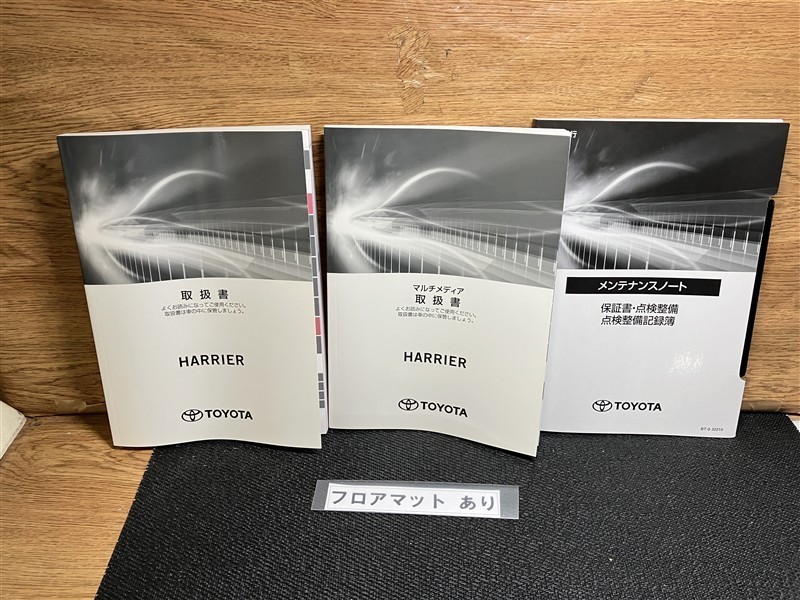 取扱書
よくお読みになってご使用ください。
取扱書は車の中に保管しましょう。
HARRIER
TOYOTA
マルチメディア
取扱書
よくお読みになってご使用ください。
取扱書は車の中に保管しましょう。
HARRIER
TOYOTA
行
メンテナンスノート
保証書・点検整備
点検整備記録簿
TOYOTA
フロアマット あり